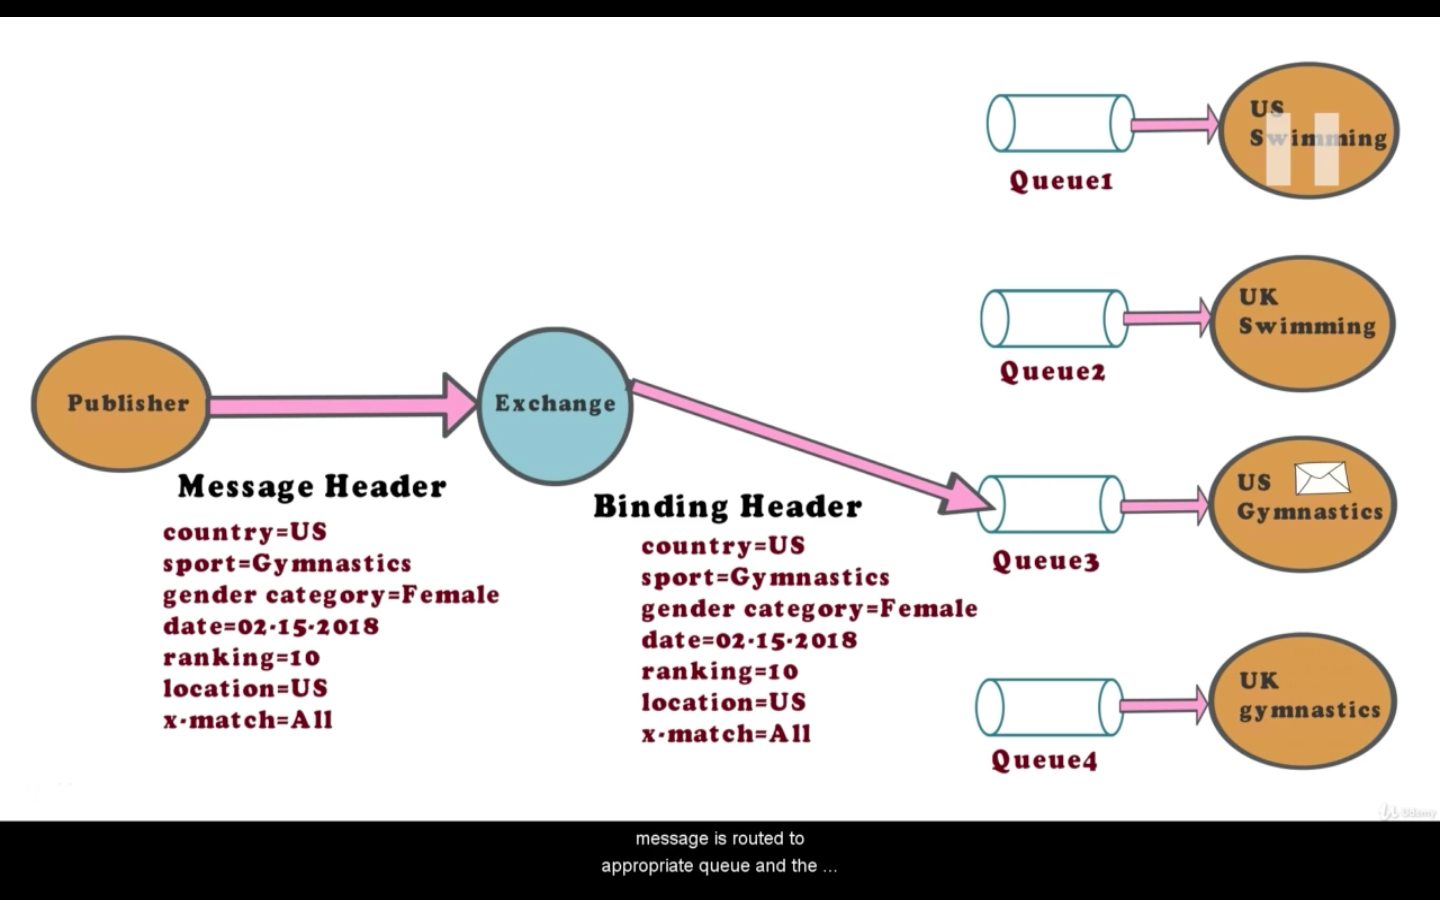 US
Swimming
Queue1
UK
Swimming
Queue2
Publisher
Exchange
Message Header
country=US
sport=Gymnastics
gender category=Female
date=02-15-2018
ranking=10
location=US
x-match=All
Binding Header
country=US
sport=Gymnastics
gender category=Female
date=02-15-2018
ranking=10
location=US
x-match=All
US
Gymnastics
Queue3
UK
gymnastics
Queue4
Udemy
message is routed to
appropriate queue and the ...